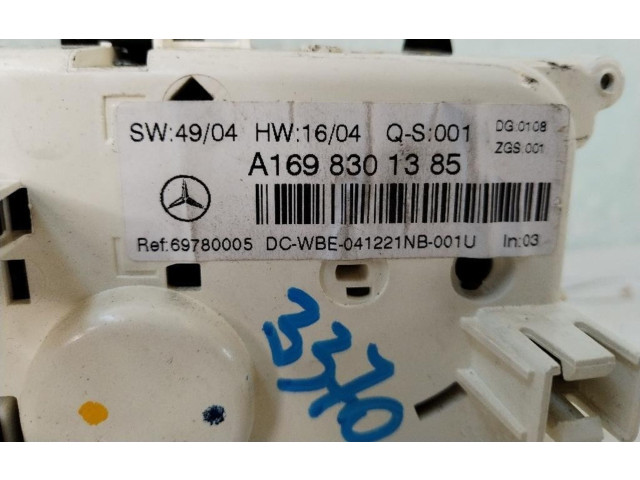 SW:49/04 HW:16/04 Q-S:001 DG:0108
ZGS:001
A169 830 13 85
Ref:69780005 DC-WBE-041221NB-001U In:03
3370